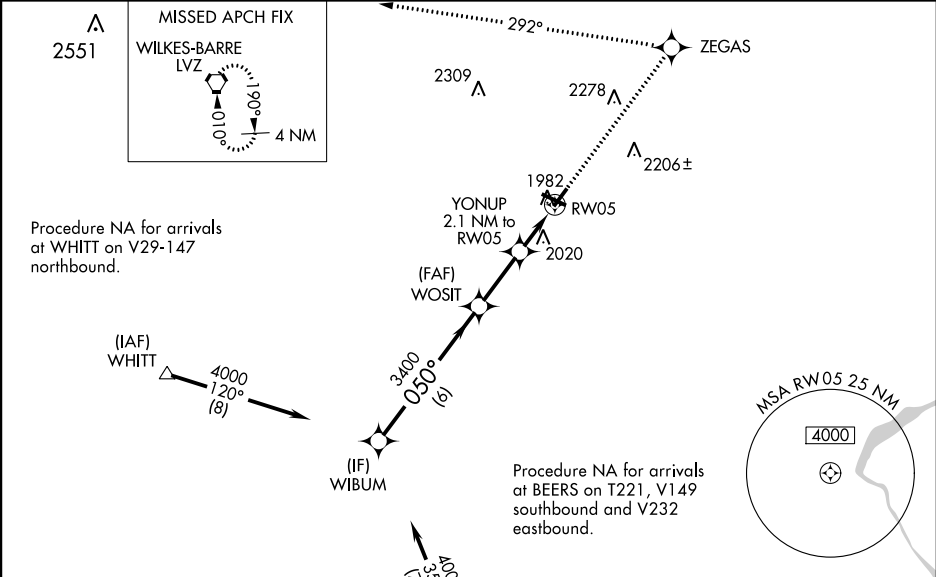 2551
MISSED APCH FIX
WILKES-BARRE
LVZ
190°
010°
4 NM
292°
ZEGAS
2309
2278
2206±
1982
RW05
YONUP
2.1 NM to
RW05
2020
Procedure NA for arrivals
at WHITT on V29-147
northbound.
(FAF)
WOSIT
(IAF)
WHITT
4000
120°
(8)
3400
050°
(6)
(IF)
WIBUM
MSA RW05 25 NM
4000
Procedure NA for arrivals
at BEERS on T221, V149
southbound and V232
eastbound.